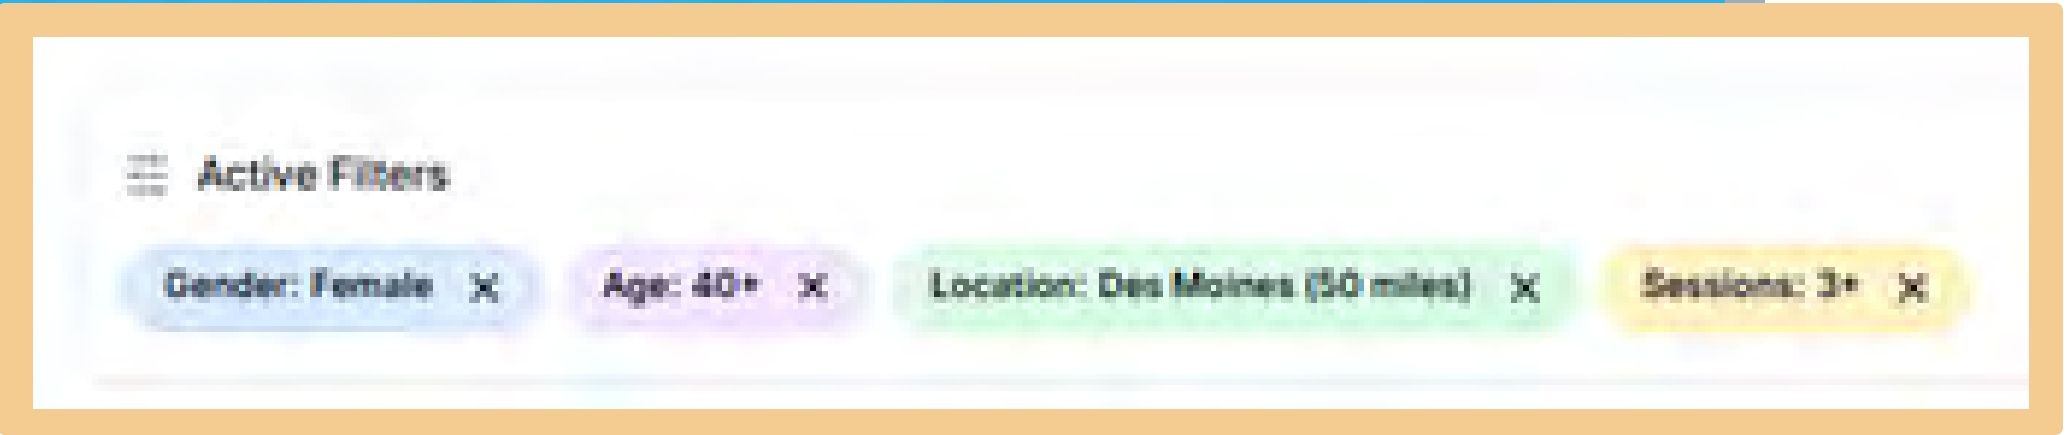 Active Filters
Gender: Female X Age: 40+ X Location: Des Moines (50 miles) X Sessions: 3+ X